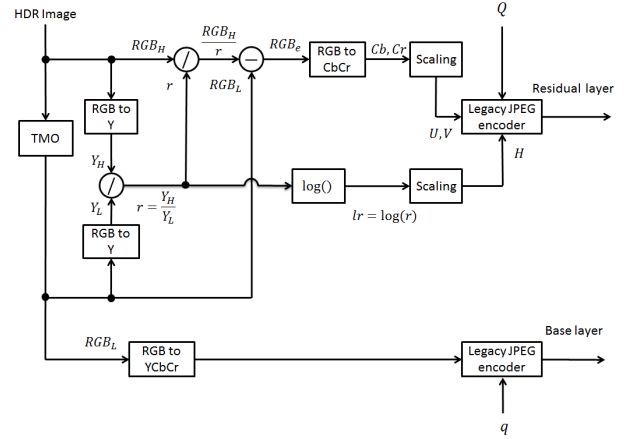 HDR Image
Q
RGB_H
RGB_H
r
RGB_e
RGB to
CbCr
Cb, Cr
Scaling
r
RGB_L
Residual layer
RGB to
Y
Legacy JPEG
encoder
TMO
U, V
H
Y_H
log()
Scaling
Y_L
r = Y_H
Y_L
lr = log(r)
RGB to
Y
Base layer
RGB_L
RGB to
YCbCr
Legacy JPEG
encoder
q
/
−
/